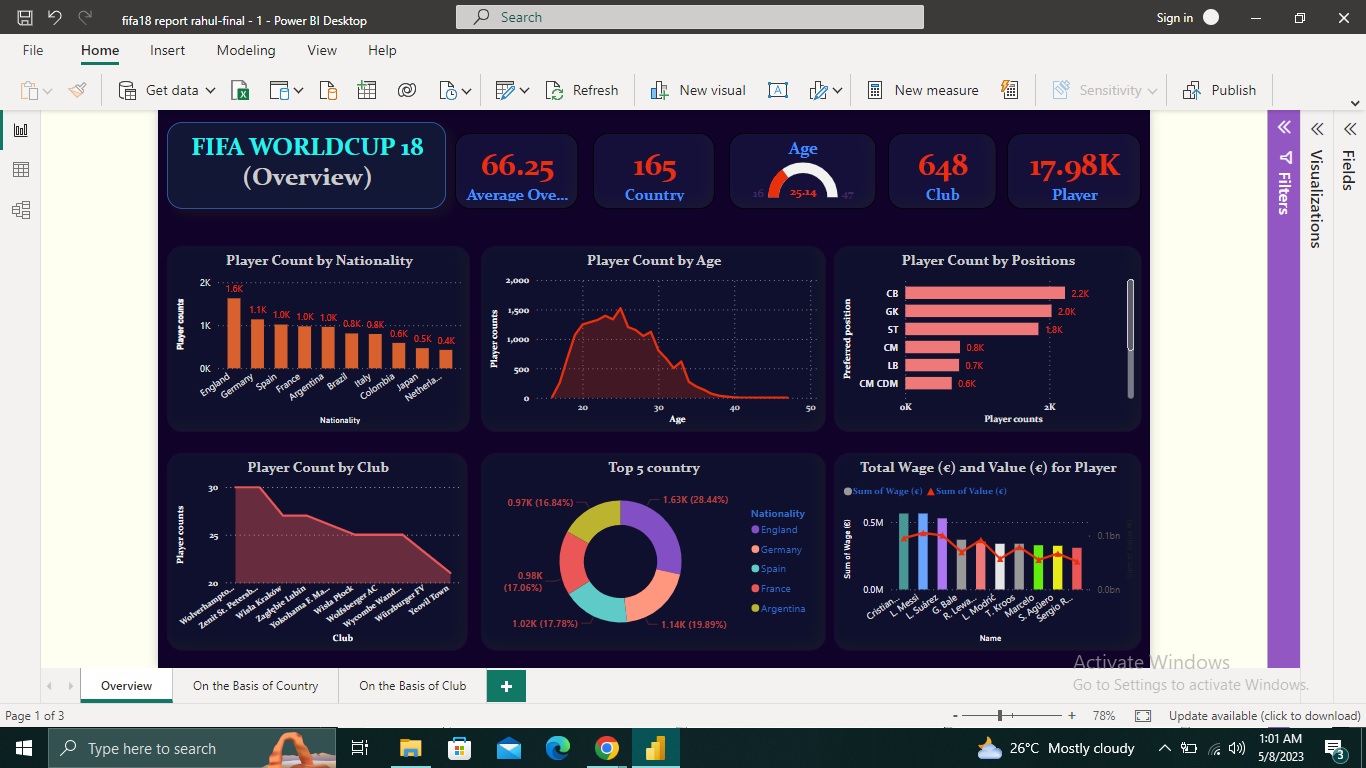 fifa18 report rahul-final - 1 - Power BI Desktop
Search
Sign in
File Home Insert Modeling View Help
Get data
Refresh
New visual
New measure
Sensitivity
Publish
FIFA WORLDCUP 18
(Overview)
66.25
Average Ove...
165
Country
Age
16 25.14 47
648
Club
17.98K
Player
Filters
Visualizations
Fields
Player Count by Nationality
Player counts
2K
1K
0K
1.6K 1.1K 1.0K 1.0K 1.0K 0.8K 0.8K 0.6K 0.5K 0.4K
England Germany Spain France Argentina Brazil Italy Colombia Japan Netherla...
Nationality
Player Count by Age
Player counts
2,000
1,500
1,000
500
0
20 30 40 50
Age
Player Count by Positions
Preferred position
CB 2.2K
GK 2.0K
ST 1.8K
CM 0.8K
LB 0.7K
CM CDM 0.6K
0K 2K
Player counts
Player Count by Club
Player counts
30
25
20
Wolverhampto... Zenit St. Petersb... Wisla Kraków Zagłębie Lubin Yokohama F. Ma... Wisla Płock Wolfsberger AC Wycombe Wand... Würzburger FV Yeovil Town
Club
Top 5 country
0.97K (16.84%)
1.63K (28.44%)
0.98K
(17.06%)
1.02K (17.78%)
1.14K (19.89%)
Nationality
England
Germany
Spain
France
Argentina
Total Wage (€) and Value (€) for Player
Sum of Wage (€) Sum of Value (€)
Sum of Wage (€)
0.5M
0.0M
0.1bn
0.0bn
Cristian... L. Messi L. Suárez G. Bale R. Lewa... L. Modrić T. Kroos Marcelo S. Agüero Sergio R...
Name
Activate Windows
Go to Settings to activate Windows.
Overview
On the Basis of Country
On the Basis of Club
+
Page 1 of 3
- + 78%
Update available (click to download)
Type here to search
26°C Mostly cloudy
1:01 AM
5/8/2023
3